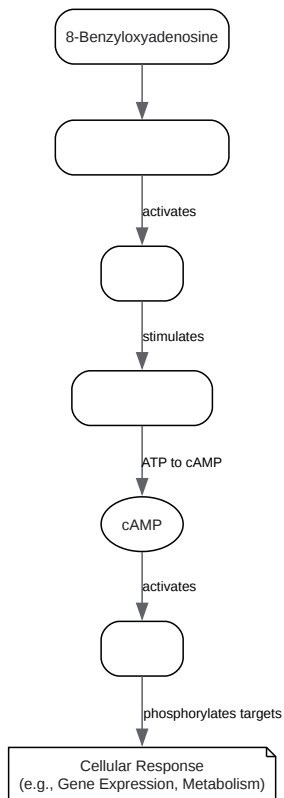 8-Benzyloxyadenosine
activates
stimulates
ATP to cAMP
cAMP
activates
phosphorylates targets
Cellular Response
(e.g., Gene Expression, Metabolism)